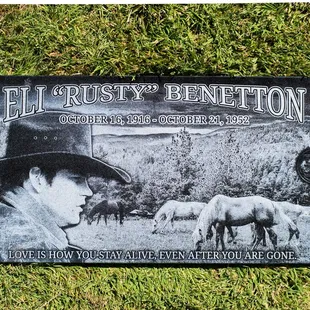 ELI "RUSTY" BENETTON
OCTOBER 16, 1916 - OCTOBER 21, 1952
LOVE IS HOW YOU STAY ALIVE, EVEN AFTER YOU ARE GONE.